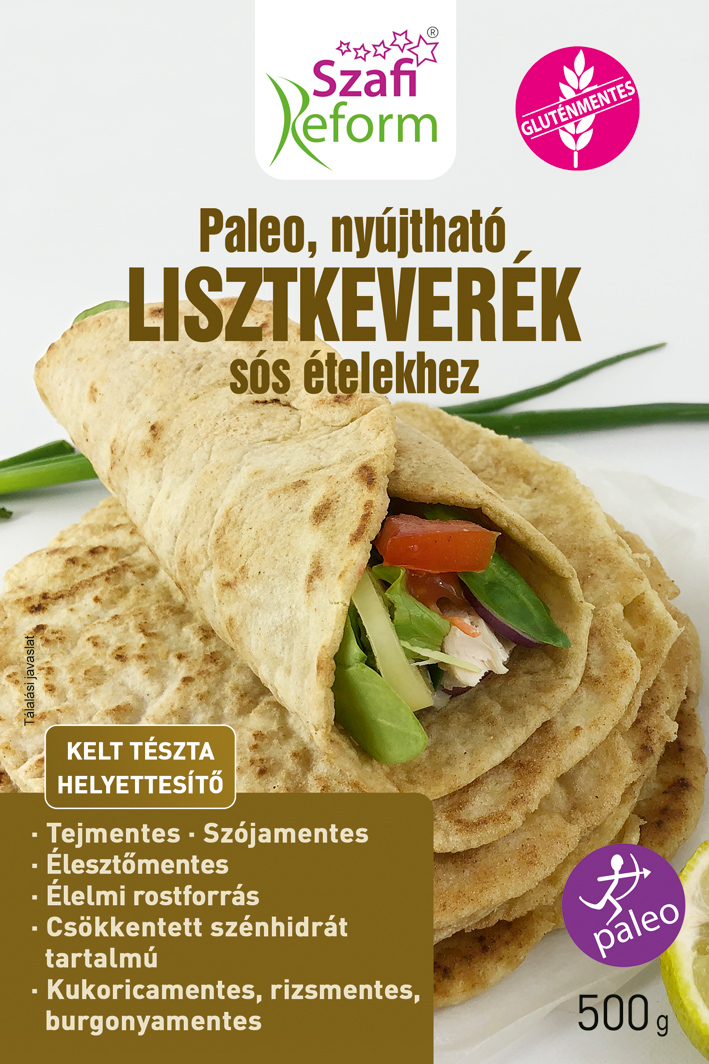 Szafi
Reform
®
GLUTÉNMENTES
Paleo, nyújtható
LISZTKEVERÉK
sós ételekhez
Tálalási javaslat
KELT TÉSZTA
HELYETTESÍTŐ
· Tejmentes · Szójamentes
· Élesztőmentes
· Élelmi rostforrás
· Csökkentett szénhidrát
tartalmú
· Kukoricamentes, rizsmentes,
burgonyamentes
paleo
500 g